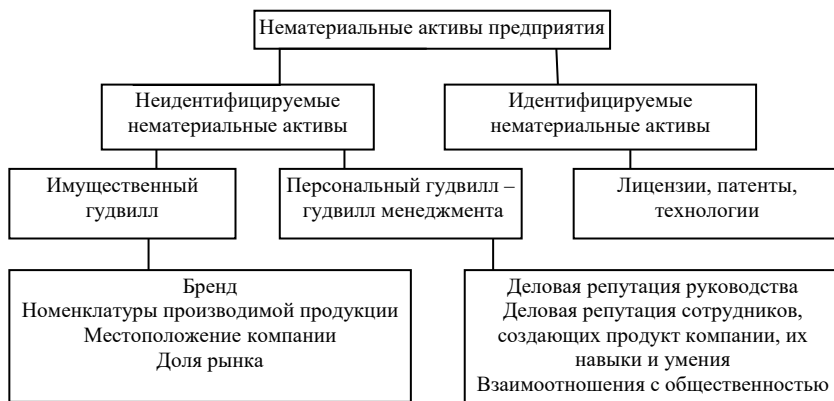 Нематериальные активы предприятия
Неидентифицируемые
нематериальные активы
Идентифицируемые
нематериальные активы
Имущественный
гудвилл
Персональный гудвилл –
гудвилл менеджмента
Лицензии, патенты,
технологии
Бренд
Номенклатуры производимой продукции
Местоположение компании
Доля рынка
Деловая репутация руководства
Деловая репутация сотрудников,
создающих продукт компании, их
навыки и умения
Взаимоотношения с общественностью